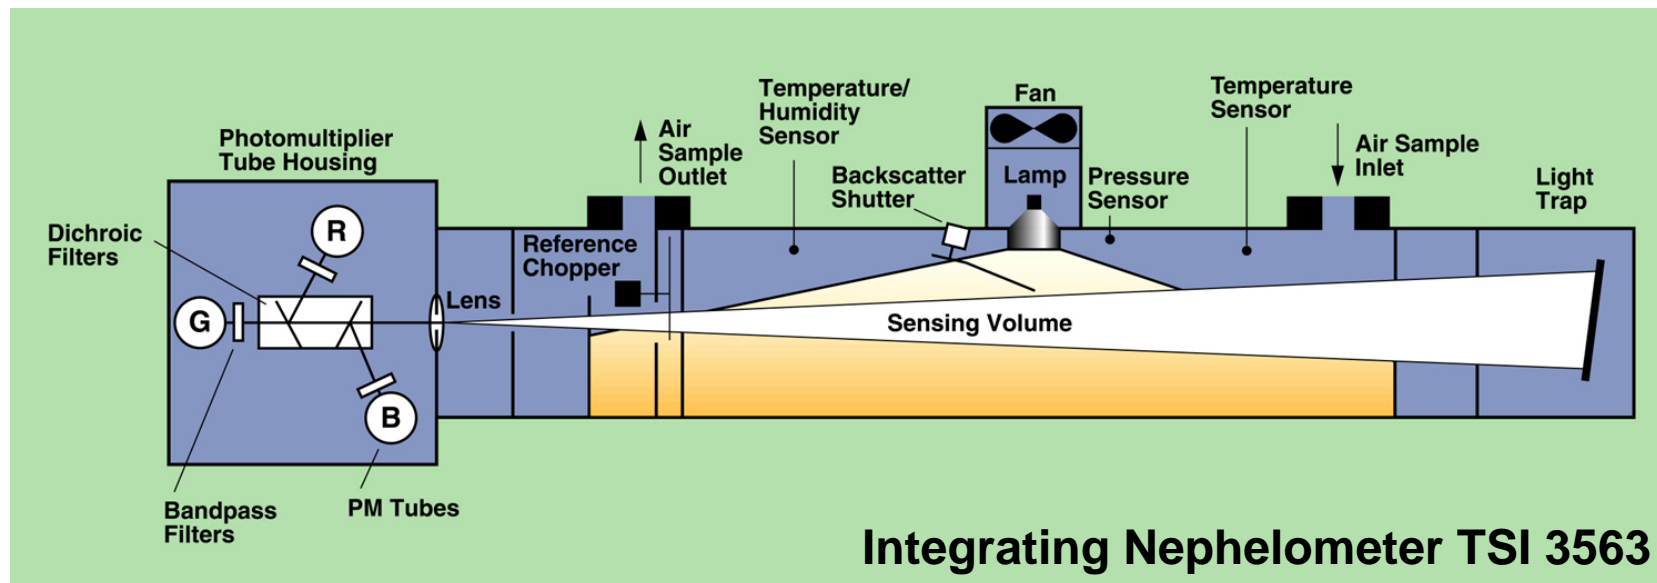 Photomultiplier
Tube Housing
Dichroic
Filters
R
G
B
Bandpass
Filters
PM Tubes
Lens
Reference
Chopper
Air
Sample
Outlet
Temperature/
Humidity
Sensor
Backscatter
Shutter
Fan
Lamp
Pressure
Sensor
Temperature
Sensor
Air Sample
Inlet
Light
Trap
Sensing Volume
Integrating Nephelometer TSI 3563